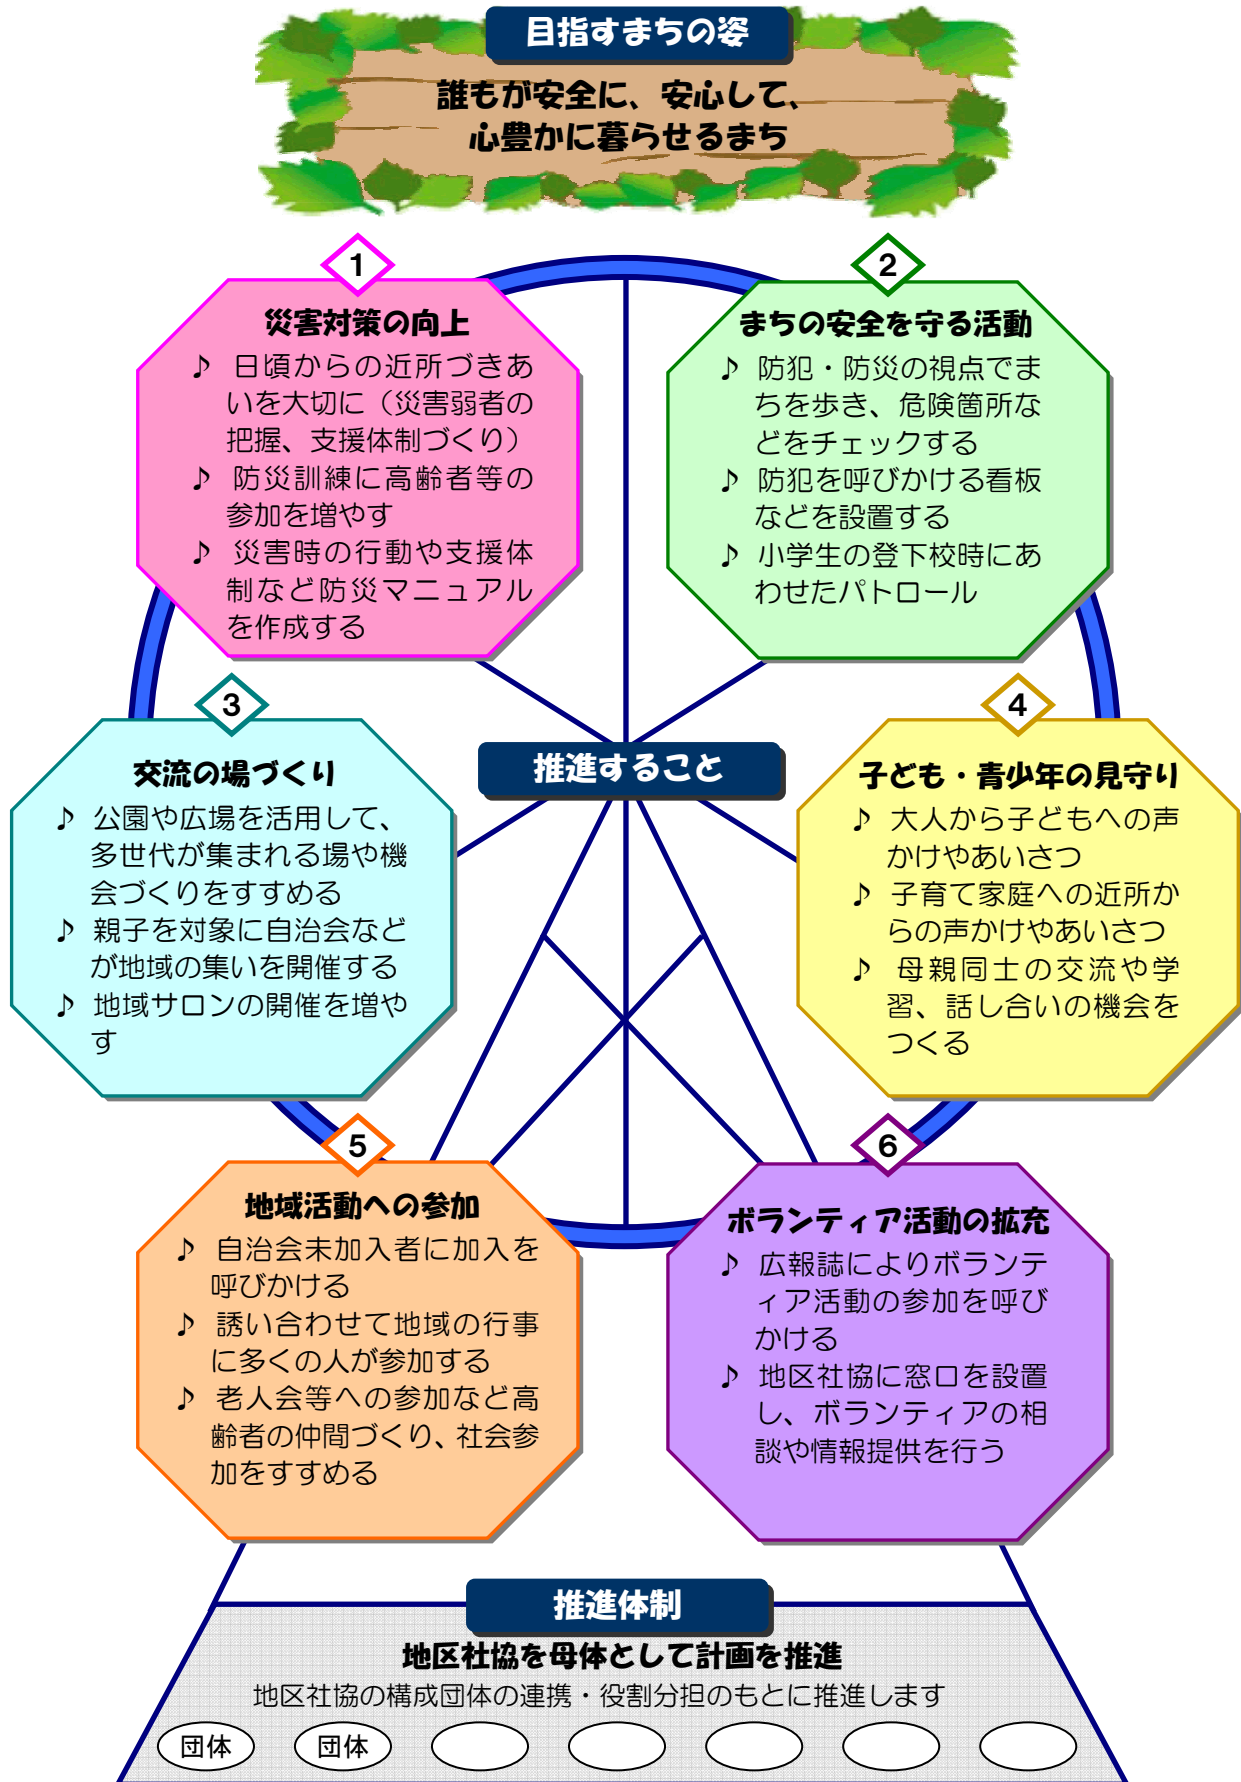 目指すまちの姿
誰もが安全に、安心して、
心豊かに暮らせるまち
1
災害対策の向上
♪ 日頃からの近所づきあ
いを大切に（災害弱者の
把握、支援体制づくり）
♪ 防災訓練に高齢者等の
参加を増やす
♪ 災害時の行動や支援体
制など防災マニュアル
を作成する
2
まちの安全を守る活動
♪ 防犯・防災の視点でま
ちを歩き、危険箇所な
どをチェックする
♪ 防犯を呼びかける看板
などを設置する
♪ 小学生の登下校時にあ
わせたパトロール
推進すること
3
交流の場づくり
♪ 公園や広場を活用して、
多世代が集まれる場や機
会づくりをすすめる
♪ 親子を対象に自治会など
が地域の集いを開催する
♪ 地域サロンの開催を増や
す
4
子ども・青少年の見守り
♪ 大人から子どもへの声
かけやあいさつ
♪ 子育て家庭への近所か
らの声かけやあいさつ
♪ 母親同士の交流や学
習、話し合いの機会を
つくる
5
地域活動への参加
♪ 自治会未加入者に加入を
呼びかける
♪ 誘い合わせて地域の行事
に多くの人が参加する
♪ 老人会等への参加など高
齢者の仲間づくり、社会参
加をすすめる
6
ボランティア活動の拡充
♪ 広報誌によりボランテ
ィア活動の参加を呼び
かける
♪ 地区社協に窓口を設置
し、ボランティアの相
談や情報提供を行う
推進体制
地区社協を母体として計画を推進
地区社協の構成団体の連携・役割分担のもとに推進します
団体 団体